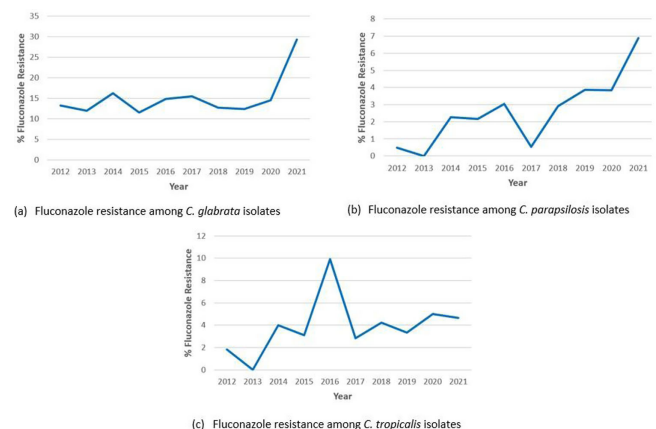 35
30
25
20
15
10
5
0
% Fluconazole Resistance
2012 2013 2014 2015 2016 2017 2018 2019 2020 2021
Year
(a) Fluconazole resistance among C. glabrata isolates
8
7
6
5
4
3
2
1
0
% Fluconazole Resistance
2012 2013 2014 2015 2016 2017 2018 2019 2020 2021
Year
(b) Fluconazole resistance among C. parapsilosis isolates
12
10
8
6
4
2
0
% Fluconazole Resistance
2012 2013 2014 2015 2016 2017 2018 2019 2020 2021
Year
(c) Fluconazole resistance among C. tropicalis isolates